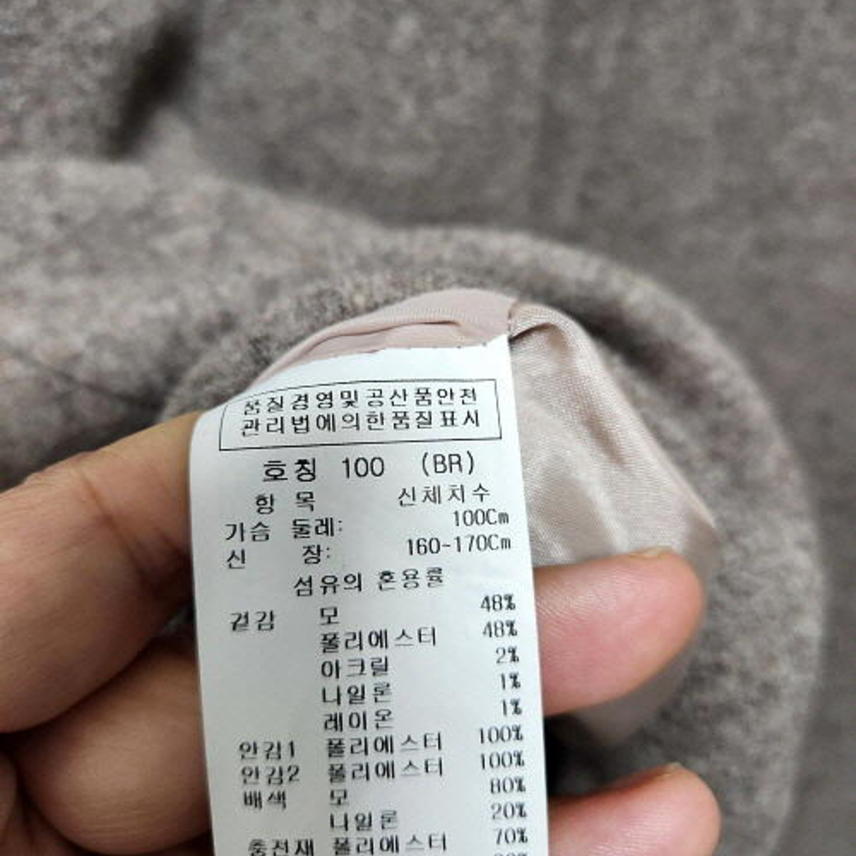 품질경영및공산품안전
관리법에의한품질표시
호칭 100 (BR)
항 목 신체치수
가슴 둘레: 100Cm
신 장: 160-170Cm
섬유의 혼용률
겉감 모 48%
폴리에스터 48%
아크릴 2%
나일론 1%
레이온 1%
안감1 폴리에스터 100%
안감2 폴리에스터 100%
배색 모 80%
나일론 20%
충전재 폴리에스터 70%